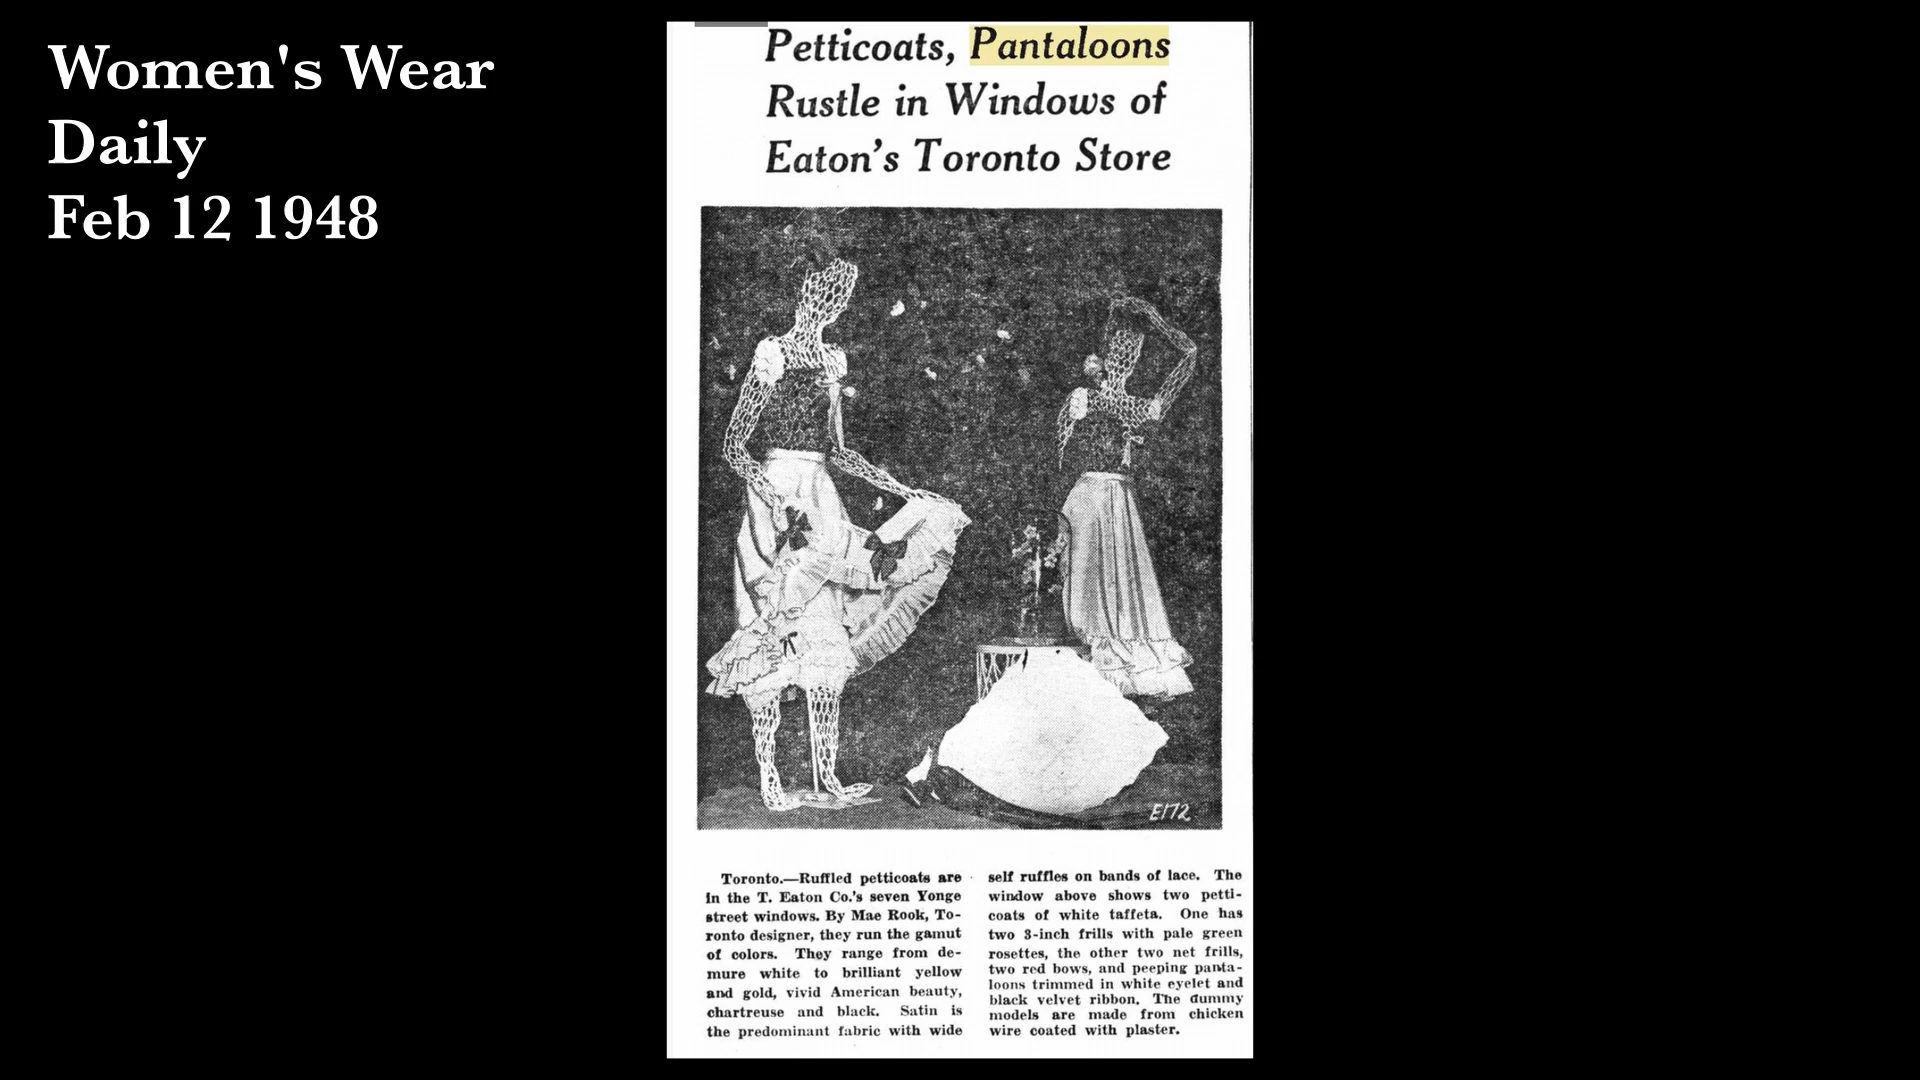 Women's Wear
Daily
Feb 12 1948
Petticoats, Pantaloons
Rustle in Windows of
Eaton's Toronto Store
E172
Toronto.—Ruffled petticoats are
in the T. Eaton Co.'s seven Yonge
street windows. By Mae Rook, To-
ronto designer, they run the gamut
of colors. They range from de-
mure white to brilliant yellow
and gold, vivid American beauty,
chartreuse and black. Satin is
the predominant fabric with wide
self ruffles on bands of lace. The
window above shows two petti-
coats of white taffeta. One has
two 3-inch frills with pale green
rosettes, the other two net frills,
two red bows, and peeping panta-
loons trimmed in white eyelet and
black velvet ribbon. The dummy
models are made from chicken
wire coated with plaster.